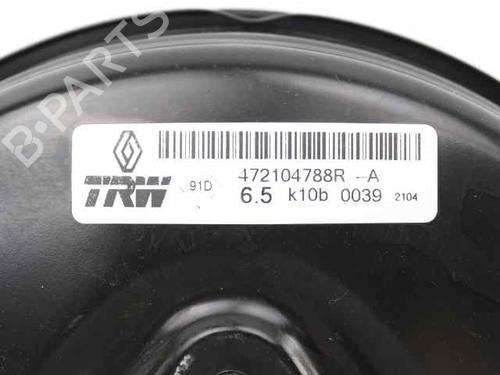 B-PARTS
472104788R -A
TRW 91D 6.5 k10b 0039 2104